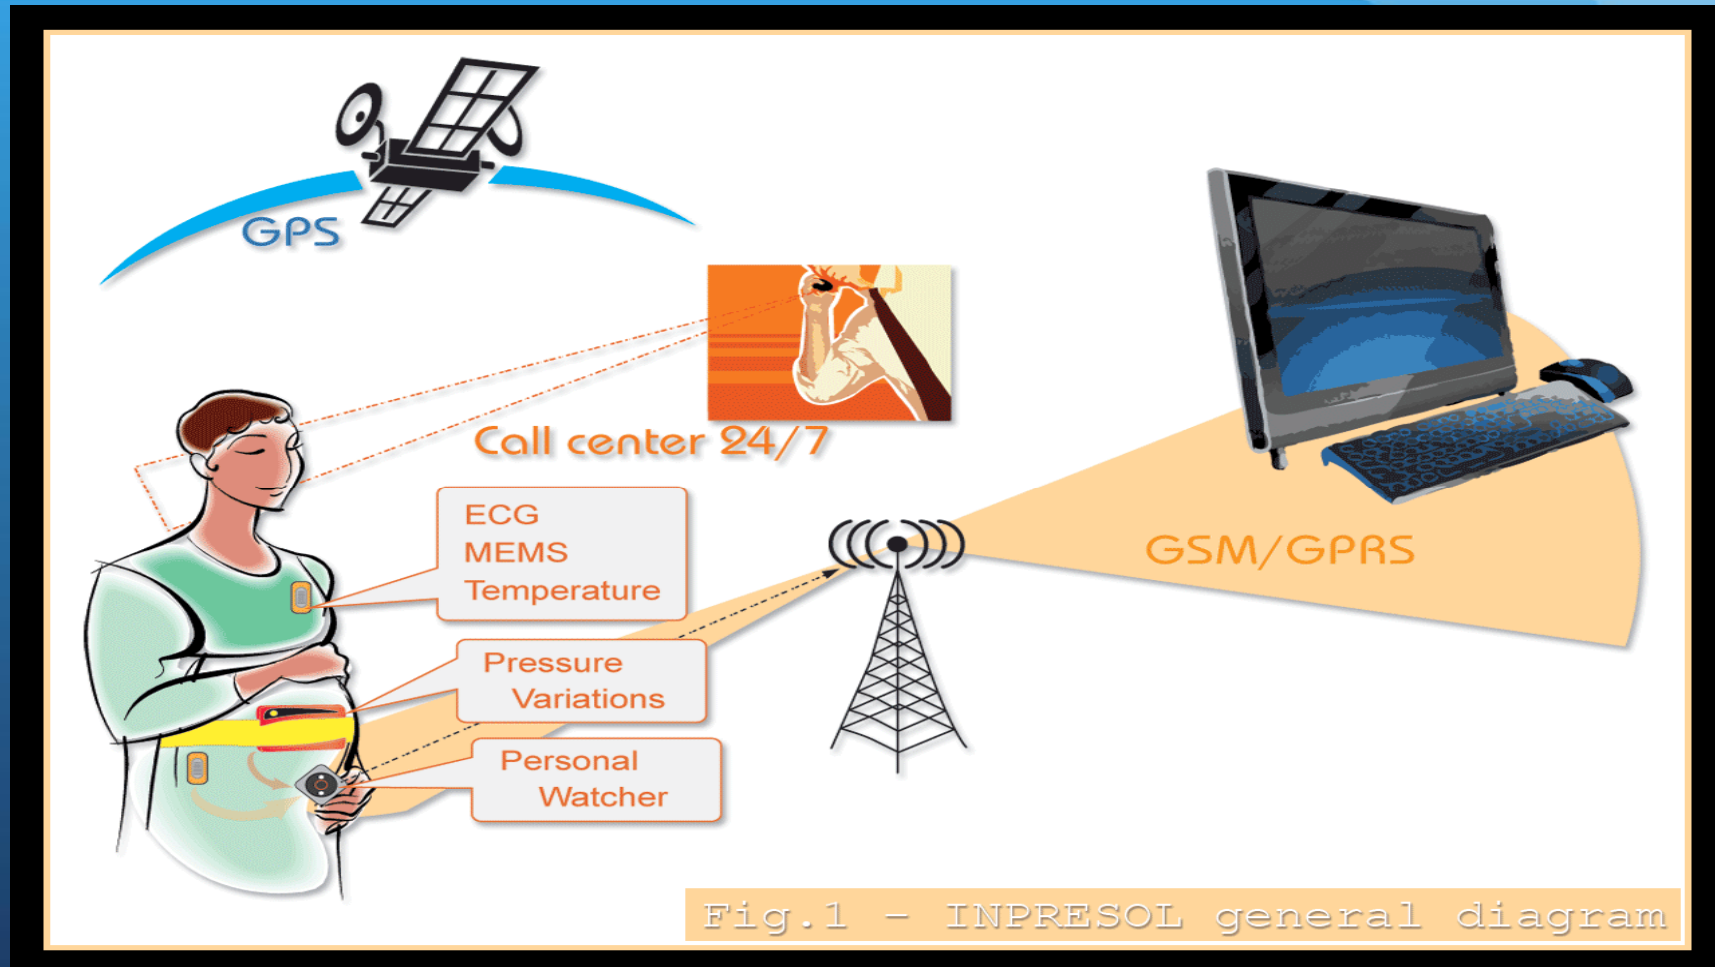 GPS
Call center 24/7
ECG
MEMS
Temperature
Pressure
Variations
Personal
Watcher
GSM/GPRS
Fig.1 – INPRESOL general diagram